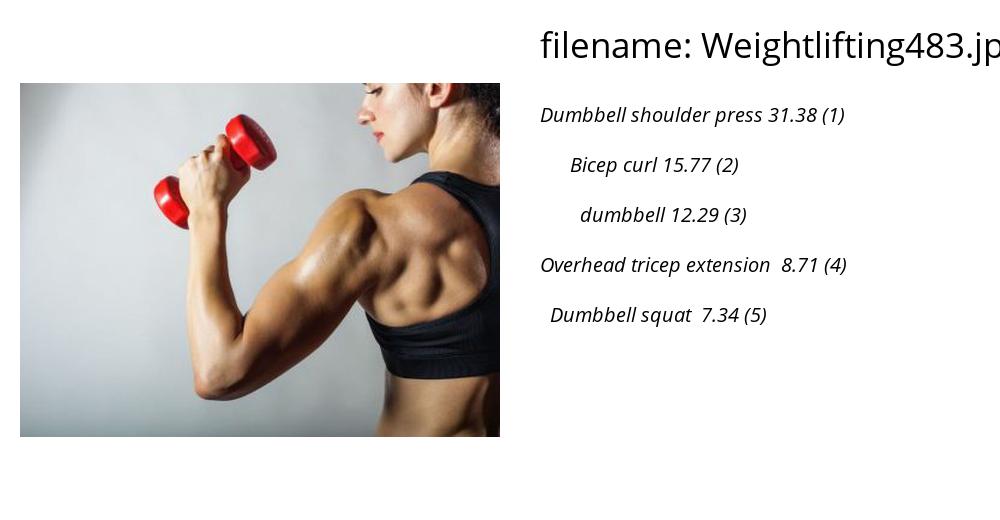 filename: Weightlifting483.jp
Dumbbell shoulder press 31.38 (1)
Bicep curl 15.77 (2)
dumbbell 12.29 (3)
Overhead tricep extension 8.71 (4)
Dumbbell squat 7.34 (5)